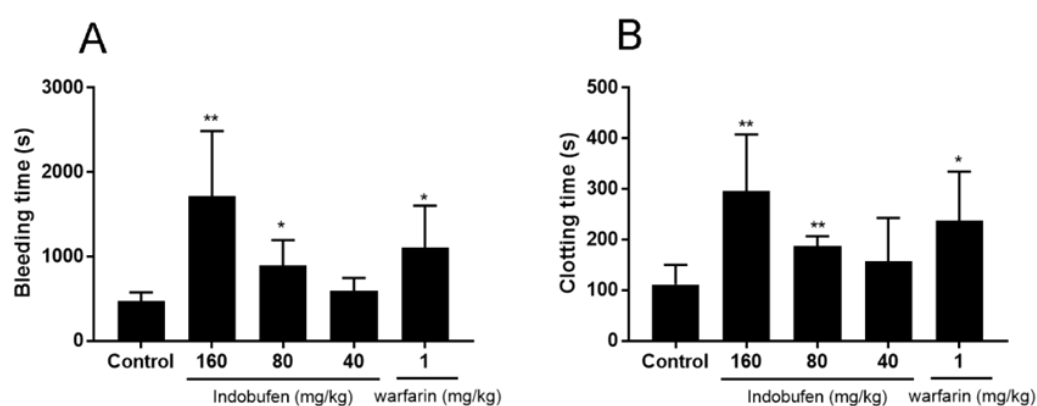 A
Bleeding time (s)
3000
2000
1000
0
**
*
*
Control 160 80 40 1
Indobufen (mg/kg) warfarin (mg/kg)
B
Clotting time (s)
500
400
300
200
100
0
**
**
*
Control 160 80 40 1
Indobufen (mg/kg) warfarin (mg/kg)